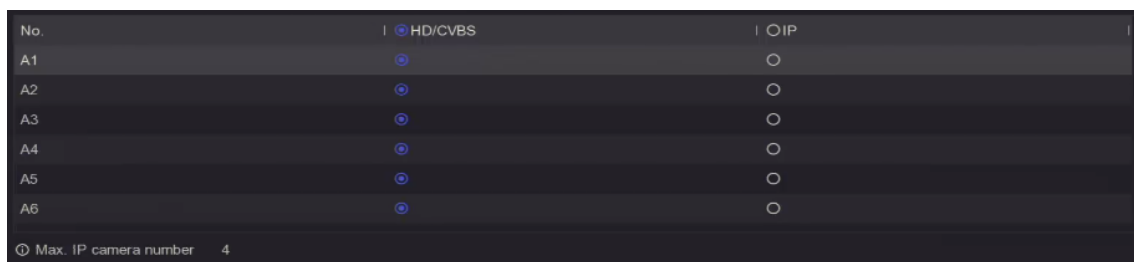 No. HD/CVBS IP
A1
A2
A3
A4
A5
A6
Max. IP camera number 4